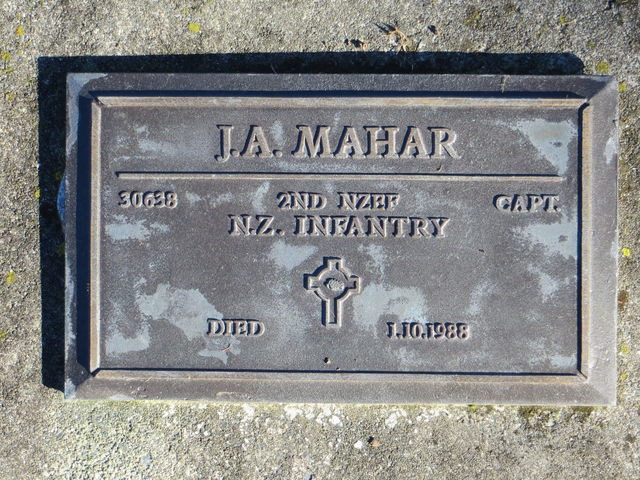 J.A. MAHAR
30638 2ND NZEF CAPT.
N.Z. INFANTRY
DIED 1.10.1988